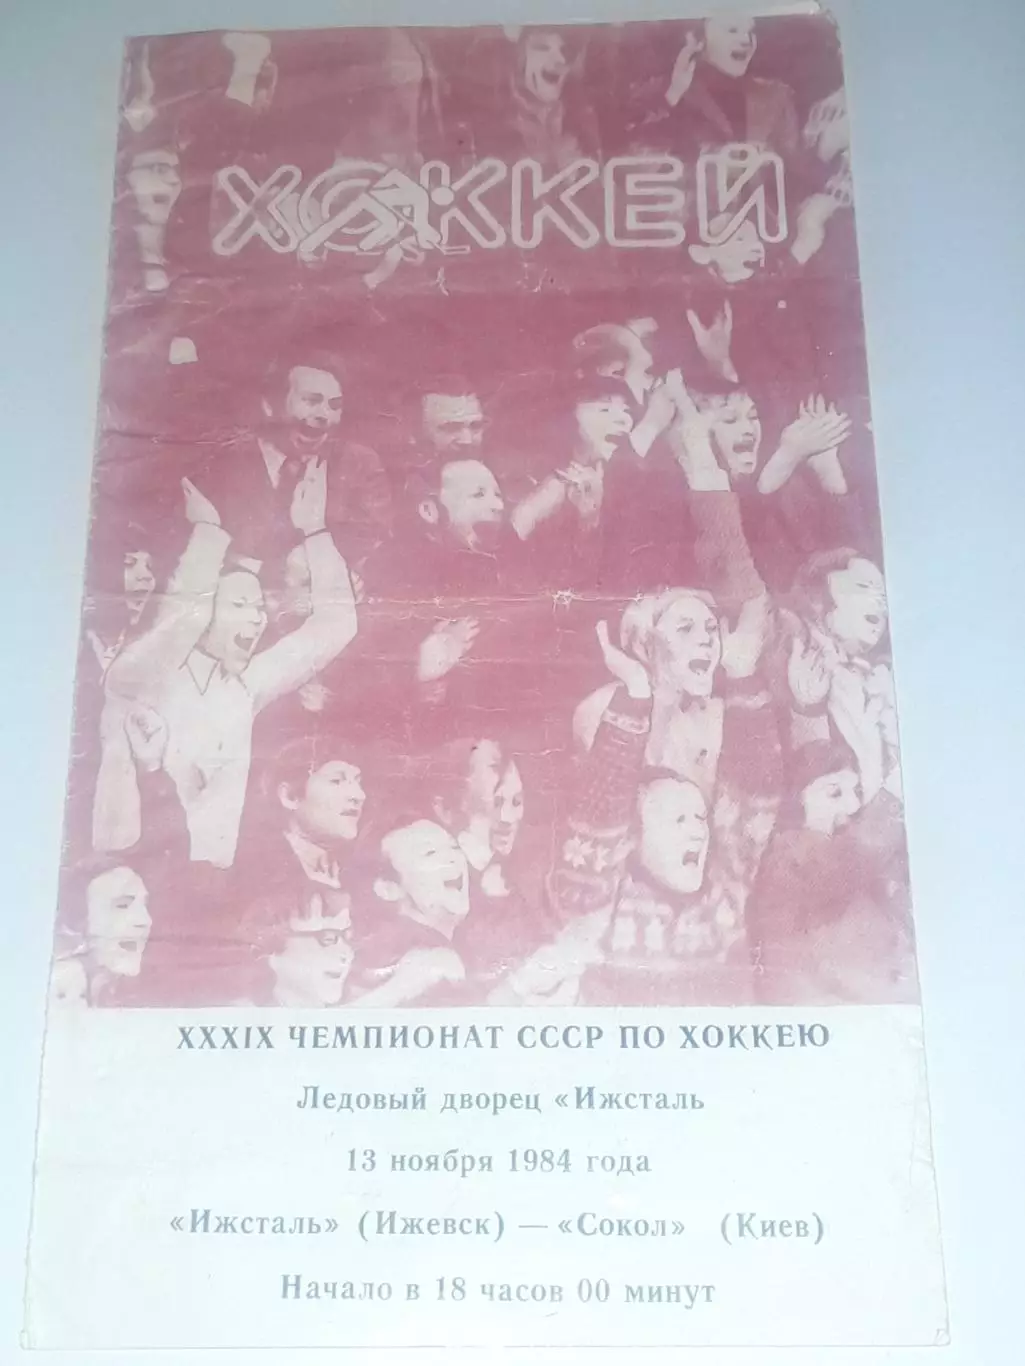 ХОККЕЙ
XXXIX ЧЕМПИОНАТ СССР ПО ХОККЕЮ
Ледовый дворец «Ижсталь
13 ноября 1984 года
«Ижсталь» (Ижевск) — «Сокол» (Киев)
Начало в 18 часов 00 минут